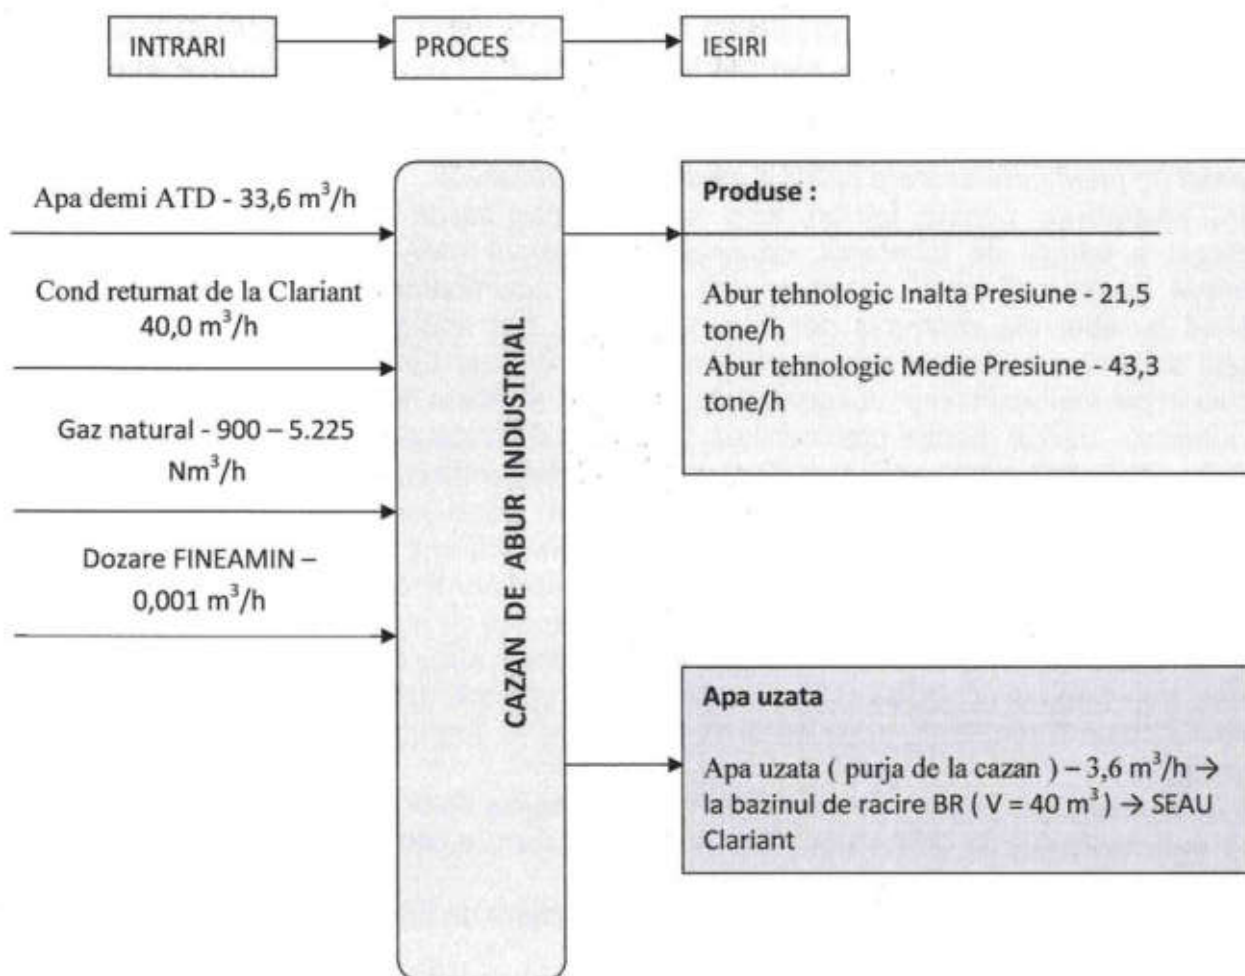 INTRARI
PROCES
IESIRI
Apa demi ATD - 33,6 m³/h
Cond returnat de la Clariant
40,0 m³/h
Gaz natural - 900 – 5.225
Nm³/h
Dozare FINEAMIN –
0,001 m³/h
CAZAN DE ABUR INDUSTRIAL
Produse :
Abur tehnologic Inalta Presiune - 21,5
tone/h
Abur tehnologic Medie Presiune - 43,3
tone/h
Apa uzata
Apa uzata ( purja de la cazan ) – 3,6 m³/h →
la bazinul de racire BR ( V = 40 m³ ) → SEAU
Clariant